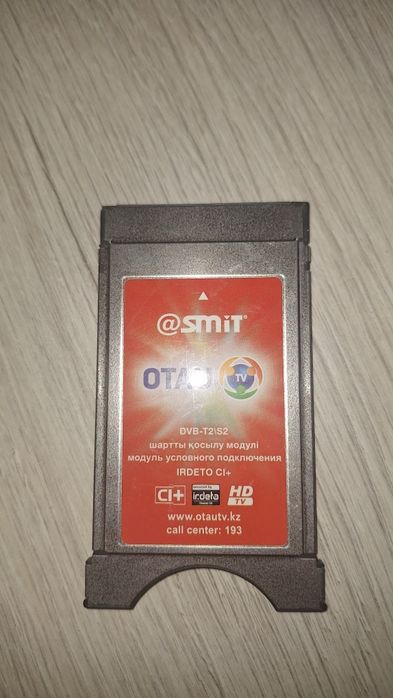 @smit®
OTAU TV
DVB-T2\S2
шартты қосылу модулі
модуль условного подключения
IRDETO CI+
CI+ irdeto HD TV
www.otautv.kz
call center: 193